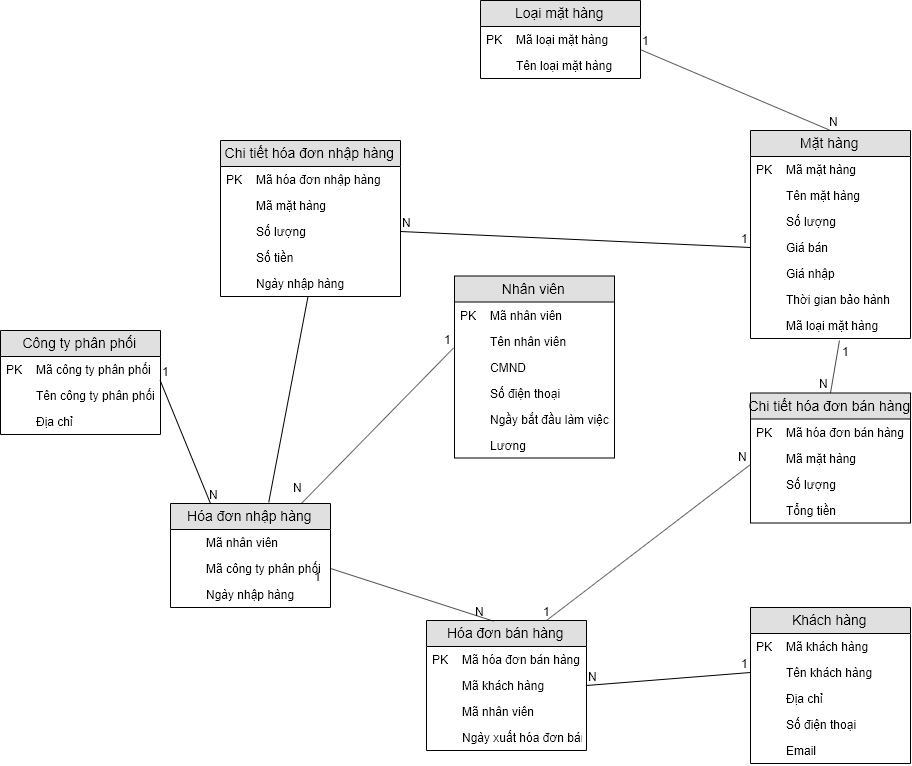 Loại mặt hàng
PK Mã loại mặt hàng
Tên loại mặt hàng
1
N
Mặt hàng
PK Mã mặt hàng
Tên mặt hàng
Số lượng
Giá bán
Giá nhập
Thời gian bảo hành
Mã loại mặt hàng
Chi tiết hóa đơn nhập hàng
PK Mã hóa đơn nhập hàng
Mã mặt hàng
Số lượng
Số tiền
Ngày nhập hàng
N
1
Nhân viên
PK Mã nhân viên
Tên nhân viên
CMND
Số điện thoại
Ngầy bắt đầu làm việc
Lương
1
N
Công ty phân phối
PK Mã công ty phân phối
Tên công ty phân phối
Địa chỉ
1
N
1
N
Chi tiết hóa đơn bán hàng
PK Mã hóa đơn bán hàng
Mã mặt hàng
Số lượng
Tổng tiền
N
1
Hóa đơn nhập hàng
Mã nhân viên
Mã công ty phân phối
Ngày nhập hàng
1
N
Hóa đơn bán hàng
PK Mã hóa đơn bán hàng
Mã khách hàng
Mã nhân viên
Ngày xuất hóa đơn bá
N
1
Khách hàng
PK Mã khách hàng
Tên khách hàng
Địa chỉ
Số điện thoại
Email